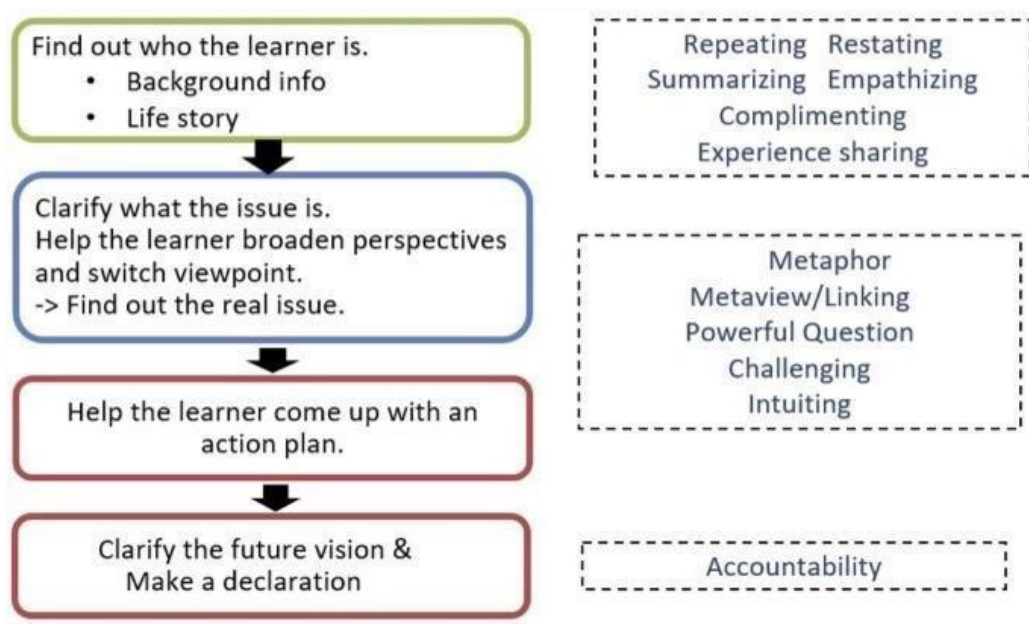 Find out who the learner is.
• Background info
• Life story
Clarify what the issue is.
Help the learner broaden perspectives
and switch viewpoint.
-> Find out the real issue.
Help the learner come up with an
action plan.
Clarify the future vision &
Make a declaration
Repeating Restating
Summarizing Empathizing
Complimenting
Experience sharing
Metaphor
Metaview/Linking
Powerful Question
Challenging
Intuiting
Accountability